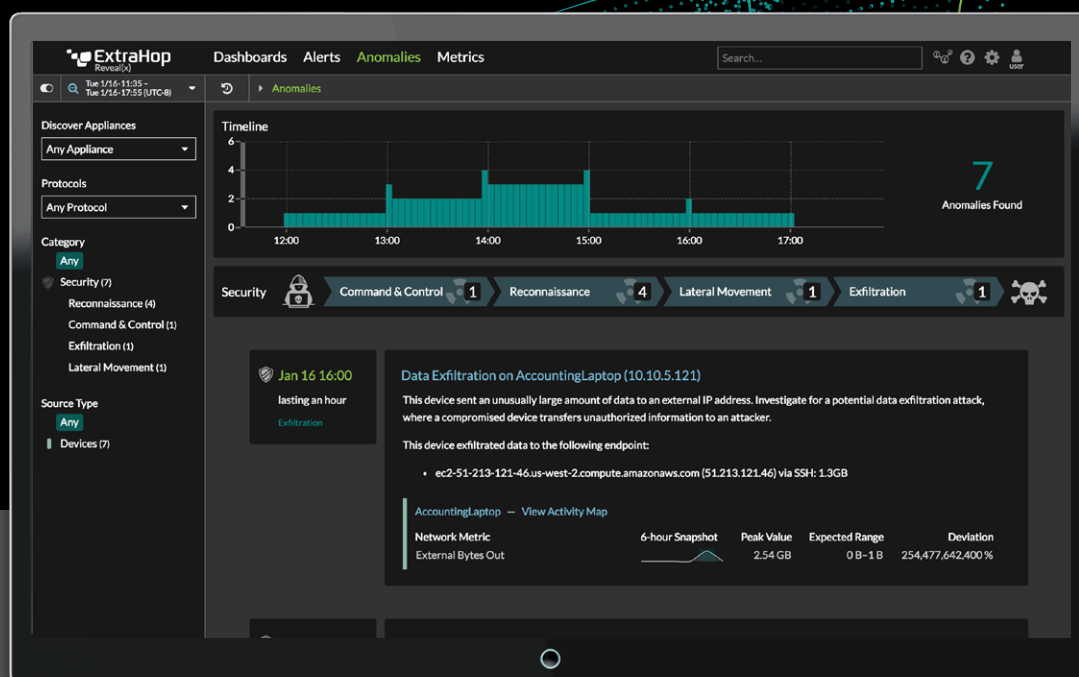 ExtraHop
Reveal(x)
Dashboards Alerts Anomalies Metrics
Search...
user
Tue 1/16-11:35 –
Tue 1/16-17:55 (UTC-8)
Anomalies
Discover Appliances
Any Appliance
Protocols
Any Protocol
Category
Any
Security (7)
Reconnaissance (4)
Command & Control (1)
Exfiltration (1)
Lateral Movement (1)
Source Type
Any
Devices (7)
Timeline
6
4
2
0
12:00 13:00 14:00 15:00 16:00 17:00
7
Anomalies Found
Security Command & Control 1 Reconnaissance 4 Lateral Movement 1 Exfiltration 1
Jan 16 16:00
lasting an hour
Exfiltration
Data Exfiltration on AccountingLaptop (10.10.5.121)
This device sent an unusually large amount of data to an external IP address. Investigate for a potential data exfiltration attack,
where a compromised device transfers unauthorized information to an attacker.
This device exfiltrated data to the following endpoint:
• ec2-51-213-121-46.us-west-2.compute.amazonaws.com (51.213.121.46) via SSH: 1.3GB
AccountingLaptop — View Activity Map
Network Metric 6-hour Snapshot Peak Value Expected Range Deviation
External Bytes Out 2.54 GB 0 B–1 B 254,477,642,400 %